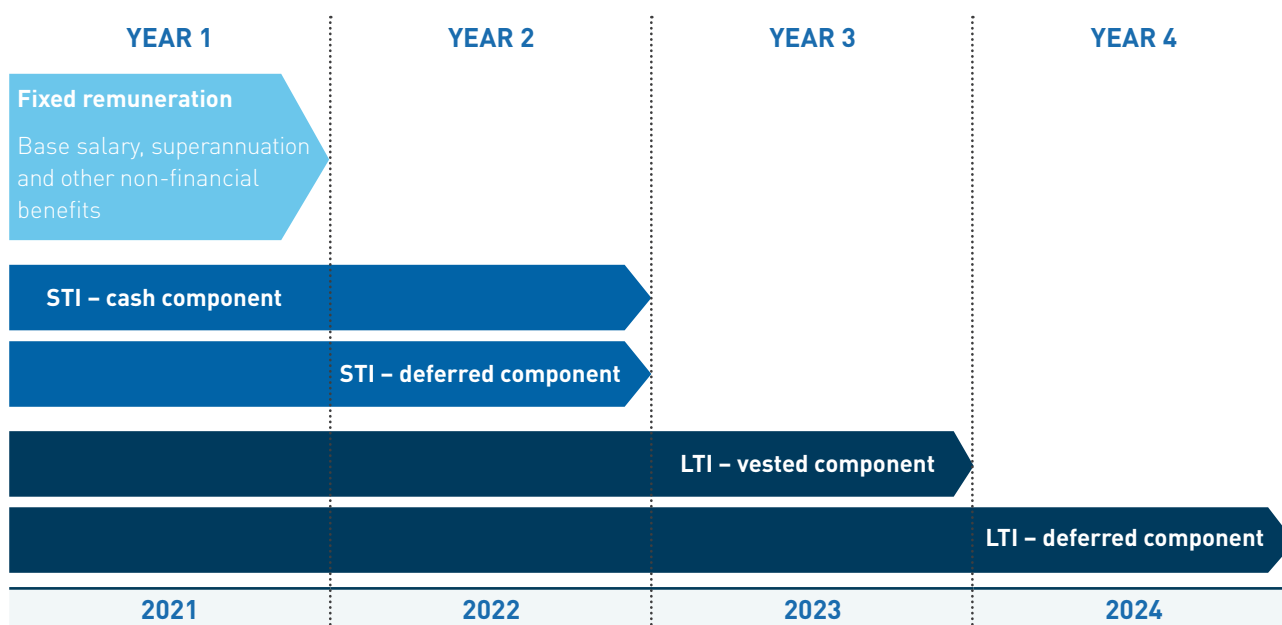 YEAR 1
YEAR 2
YEAR 3
YEAR 4
Fixed remuneration
Base salary, superannuation
and other non-financial
benefits
STI – cash component
STI – deferred component
LTI – vested component
LTI – deferred component
2021
2022
2023
2024